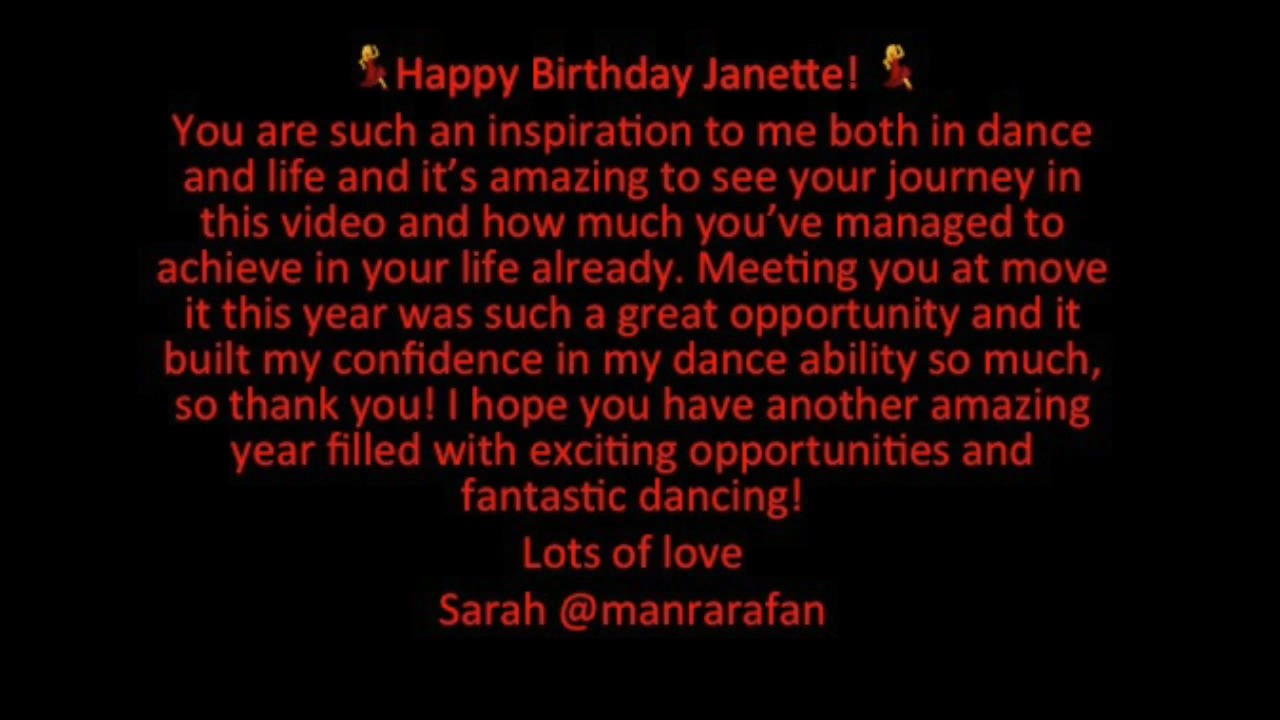 💃Happy Birthday Janette! 💃
You are such an inspiration to me both in dance
and life and it’s amazing to see your journey in
this video and how much you’ve managed to
achieve in your life already. Meeting you at move
it this year was such a great opportunity and it
built my confidence in my dance ability so much,
so thank you! I hope you have another amazing
year filled with exciting opportunities and
fantastic dancing!
Lots of love
Sarah @manrarafan